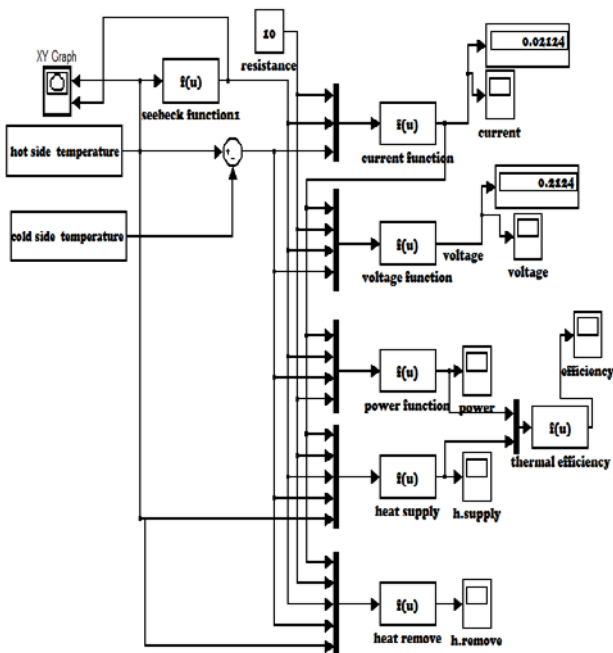 XY Graph
10
resistance
f(u)
seebeck function1
0.02124
current
f(u)
current function
hot side temperature
cold side temperature
0.2124
f(u)
voltage function
voltage
voltage
f(u)
power function
power
efficiency
f(u)
thermal efficiency
f(u)
heat supply
h.supply
f(u)
heat remove
h.remove